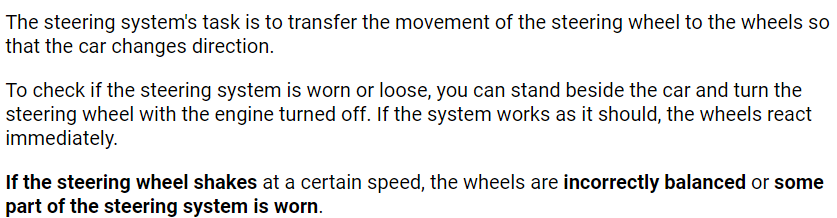 The steering system's task is to transfer the movement of the steering wheel to the wheels so
that the car changes direction.
To check if the steering system is worn or loose, you can stand beside the car and turn the
steering wheel with the engine turned off. If the system works as it should, the wheels react
immediately.
If the steering wheel shakes at a certain speed, the wheels are incorrectly balanced or some
part of the steering system is worn.